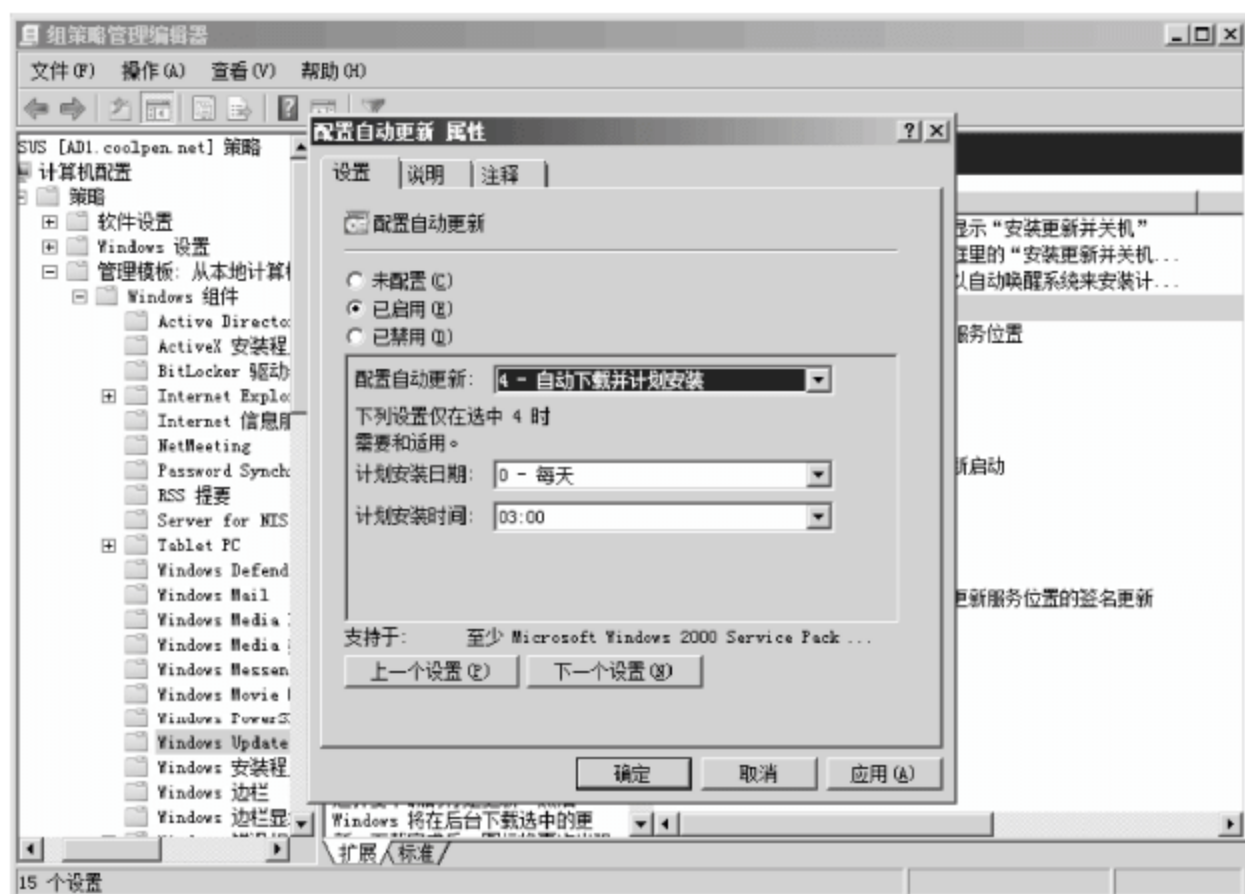 组策略管理编辑器
文件(F) 操作(A) 查看(V) 帮助(H)
SUS [AD1.coolpen.net] 策略
计算机配置
策略
软件设置
Windows 设置
管理模板: 从本地计算
Windows 组件
Active Directo
ActiveX 安装程
BitLocker 驱动
Internet Explo
Internet 信息
NetMeeting
Password Synch
RSS 提要
Server for NIS
Tablet PC
Windows Defend
Windows Mail
Windows Media
Windows Media
Windows Messen
Windows Movie
Windows PowerS
Windows Update
Windows 安装程
Windows 边栏
Windows 边栏显
配置自动更新 属性
设置 说明 注释
配置自动更新
未配置(C)
已启用(E)
已禁用(D)
配置自动更新: 4 - 自动下载并计划安装
下列设置仅在选中 4 时
需要和适用。
计划安装日期: 0 - 每天
计划安装时间: 03:00
支持于: 至少 Microsoft Windows 2000 Service Pack ...
上一个设置(P) 下一个设置(N)
确定 取消 应用(A)
显示“安装更新并关机”
框里的“安装更新并关机...
以自动唤醒系统来安装计...
服务位置
新启动
更新服务位置的签名更新
Windows 将在后台下载选中的更
扩展 标准
15 个设置